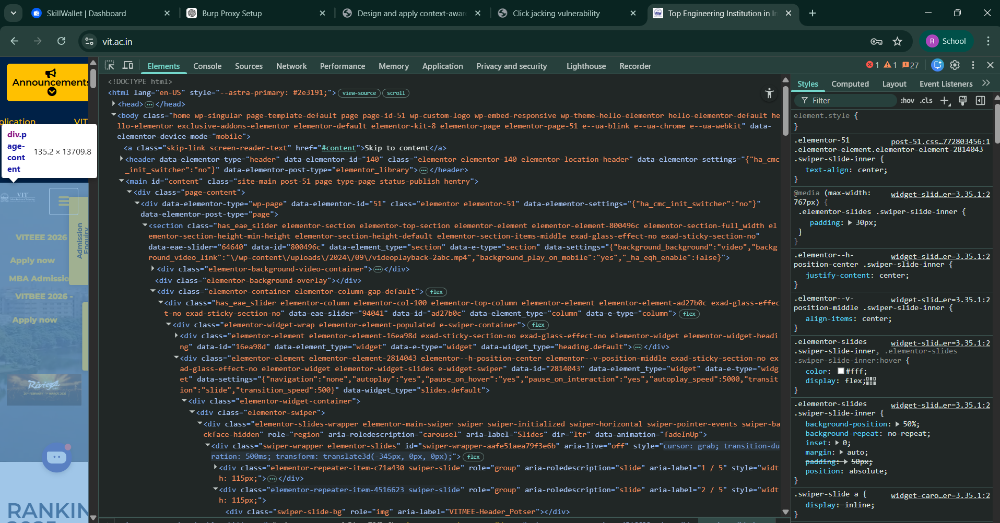 SkillWallet | Dashboard
Burp Proxy Setup
Design and apply context-awar
Click jacking vulnerability
Top Engineering Institution in In
vit.ac.in
R School
Announcements
plication VIT
div.p
age-
cont
ent
135.2 × 13709.8
VIT
VITEEE 2026
Apply now
MBA Admissio
VITBEE 2026 -
Apply now
Admission
Enquiry
Riviera
RANKIN
Elements Console Sources Network Performance Memory Application Privacy and security Lighthouse Recorder
1 1 27
<!DOCTYPE html>
<html lang="en-US" style="--astra-primary: #2e3191;"> view-source scroll
<head> ⋯ </head>
<body class="home wp-singular page-template-default page page-id-51 wp-custom-logo wp-embed-responsive wp-theme-hello-elementor hello-elementor-default he
llo-elementor exclusive-addons-elementor elementor-default elementor-kit-8 elementor-page elementor-page-51 e--ua-blink e--ua-chrome e--ua-webkit" data-
elementor-device-mode="mobile">
<a class="skip-link screen-reader-text" href="#content">Skip to content</a>
<header data-elementor-type="header" data-elementor-id="140" class="elementor elementor-140 elementor-location-header" data-elementor-settings="{"ha_cmc
_init_switcher":"no"}" data-elementor-post-type="elementor_library"> ⋯ </header>
<main id="content" class="site-main post-51 page type-page status-publish hentry">
<div class="page-content">
<div data-elementor-type="wp-page" data-elementor-id="51" class="elementor elementor-51" data-elementor-settings="{"ha_cmc_init_switcher":"no"}"
data-elementor-post-type="page">
<section class="has_eae_slider elementor-section elementor-top-section elementor-element elementor-element-800496c elementor-section-full_width el
ementor-section-height-min-height elementor-section-height-default elementor-section-items-middle exad-glass-effect-no exad-sticky-section-no"
data-eae-slider="64640" data-id="800496c" data-element_type="section" data-e-type="section" data-settings="{"background_background":"video","backg
round_video_link":"\/wp-content\/uploads\/2024\/09\/videoplayback-2abc.mp4","background_play_on_mobile":"yes","_ha_eqh_enable":false}">
<div class="elementor-background-video-container"> ⋯ </div>
<div class="elementor-background-overlay"></div>
<div class="elementor-container elementor-column-gap-default"> flex
<div class="has_eae_slider elementor-column elementor-col-100 elementor-top-column elementor-element elementor-element-ad27b0c exad-glass-effec
t-no exad-sticky-section-no" data-eae-slider="94041" data-id="ad27b0c" data-element_type="column" data-e-type="column"> flex
<div class="elementor-widget-wrap elementor-element-populated e-swiper-container"> flex
<div class="elementor-element elementor-element-16ea98d exad-sticky-section-no exad-glass-effect-no elementor-widget elementor-widget-headi
ng" data-id="16ea98d" data-element_type="widget" data-e-type="widget" data-widget_type="heading.default"> ⋯ </div>
<div class="elementor-element elementor-element-2814043 elementor--h-position-center elementor--v-position-middle exad-sticky-section-no ex
ad-glass-effect-no elementor-widget elementor-widget-slides e-widget-swiper" data-id="2814043" data-element_type="widget" data-e-type="widg
et" data-settings="{"navigation":"none","autoplay":"yes","pause_on_hover":"yes","pause_on_interaction":"yes","autoplay_speed":5000,"transit
ion":"slide","transition_speed":500}" data-widget_type="slides.default">
<div class="elementor-widget-container">
<div class="elementor-swiper">
<div class="elementor-slides-wrapper elementor-main-swiper swiper swiper-initialized swiper-horizontal swiper-pointer-events swiper-ba
ckface-hidden" role="region" aria-roledescription="carousel" aria-label="Slides" dir="ltr" data-animation="fadeInUp">
<div class="swiper-wrapper elementor-slides" id="swiper-wrapper-aafe51aea79f3e6b" aria-live="off" style="cursor: grab; transition-du
ration: 500ms; transform: translate3d(-345px, 0px, 0px);"> flex
<div class="elementor-repeater-item-c71a430 swiper-slide" role="group" aria-roledescription="slide" aria-label="1 / 5" style="widt
h: 115px;"> ⋯ </div>
<div class="elementor-repeater-item-4516623 swiper-slide" role="group" aria-roledescription="slide" aria-label="2 / 5" style="widt
h: 115px;">
<div class="swiper-slide-bg" role="img" aria-label="VITMEE-Header_Potser"></div>
Styles Computed Layout Event Listeners
Filter :hov .cls
element.style {
}
.elementor-51 post-51.css…772803456:1
.elementor-element.elementor-element-2814043
.swiper-slide-inner {
text-align: center;
}
@media (max-width: widget-slid…er=3.35.1:2
767px) {
.elementor-slides .swiper-slide-inner {
padding: 30px;
}
}
.elementor--h- widget-slid…er=3.35.1:2
position-center .swiper-slide-inner {
justify-content: center;
}
.elementor--v- widget-slid…er=3.35.1:2
position-middle .swiper-slide-inner {
align-items: center;
}
.elementor-slides widget-slid…er=3.35.1:2
.swiper-slide-inner, .elementor-slides
.swiper-slide-inner:hover {
color: #fff;
display: flex;
}
.elementor-slides widget-slid…er=3.35.1:2
.swiper-slide-inner {
background-position: 50%;
background-repeat: no-repeat;
inset: 0;
margin: auto;
padding: 50px;
position: absolute;
}
.swiper-slide a { widget-caro…er=3.35.1:2
display: inline;
}